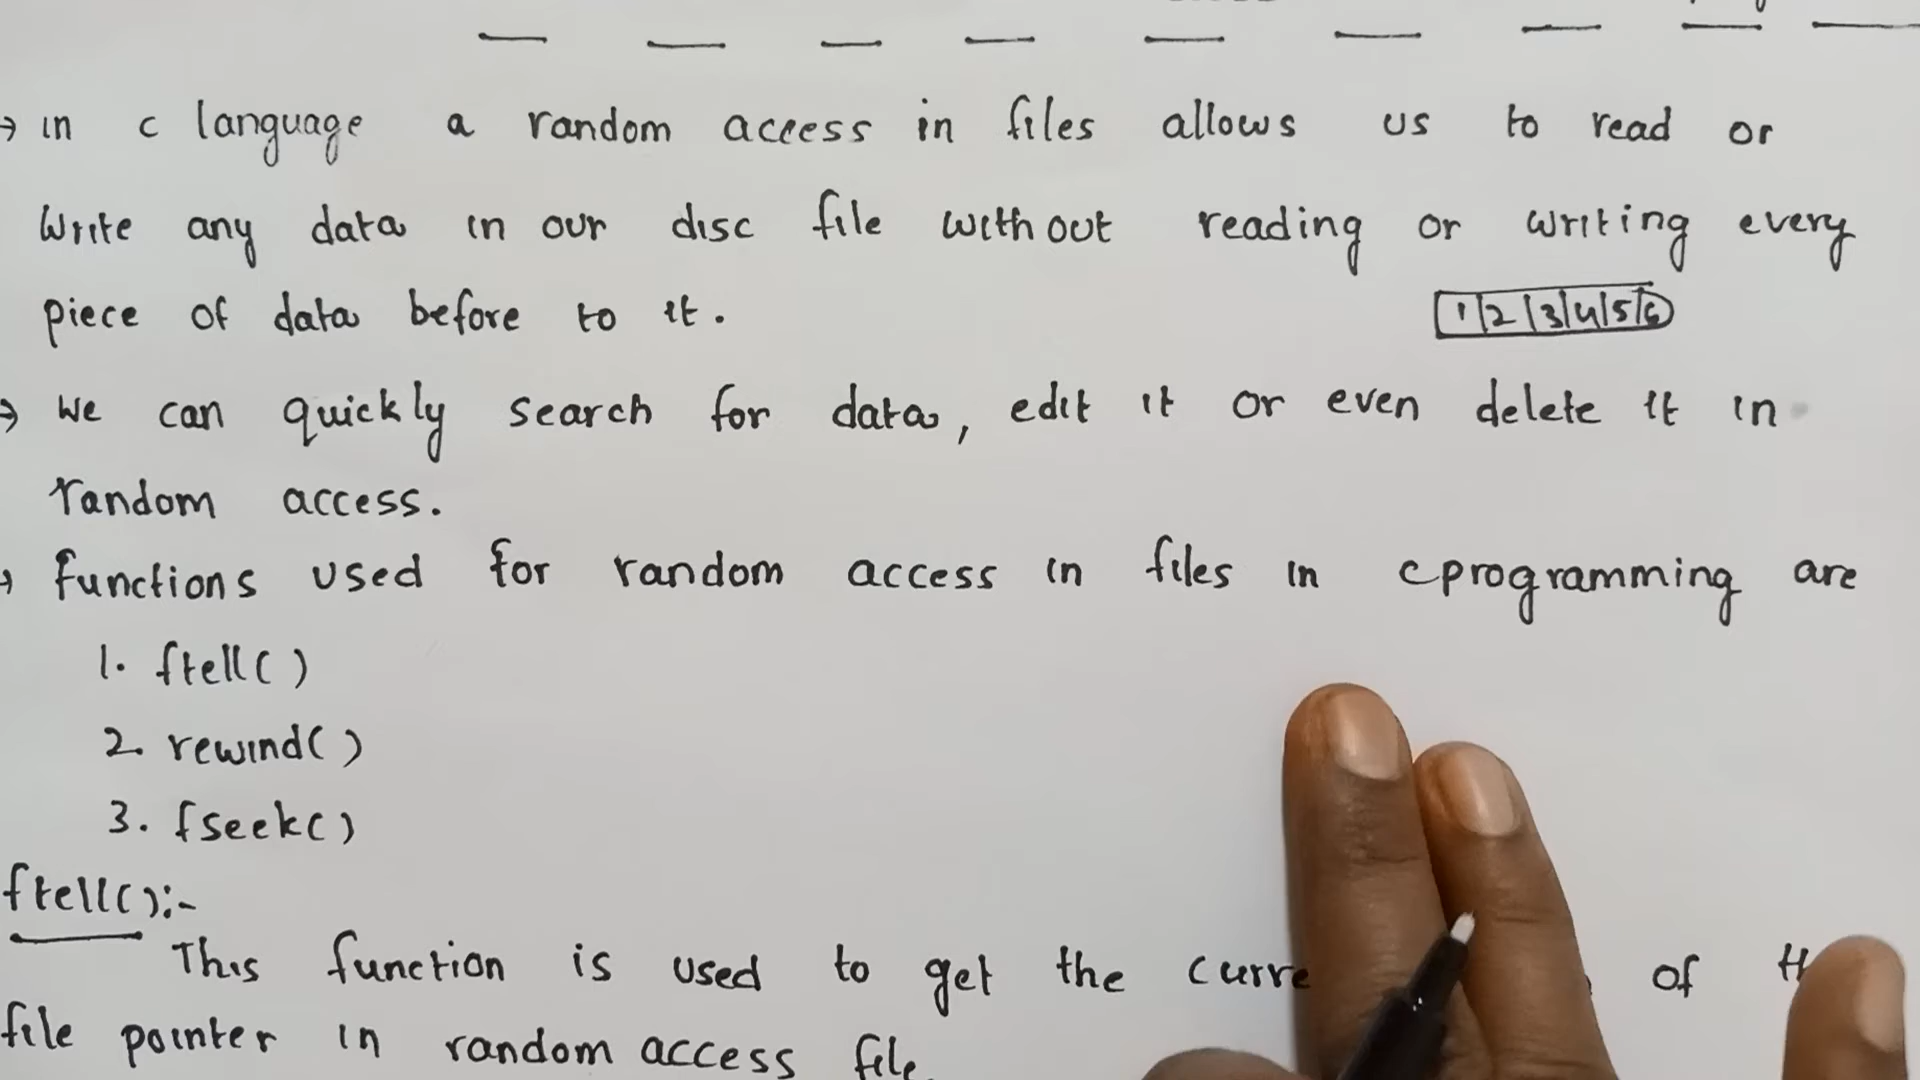 → in c language a random access in files allows us to read or
write any data in our disc file without reading or writing every
piece of data before to it.
1|2|3|4|5|6
→ we can quickly search for data, edit it or even delete it in
random access.
→ functions used for random access in files in cprogramming are
1. ftell()
2. rewind()
3. fseek()
ftell():-
This function is used to get the curre of
file pointer in random access file